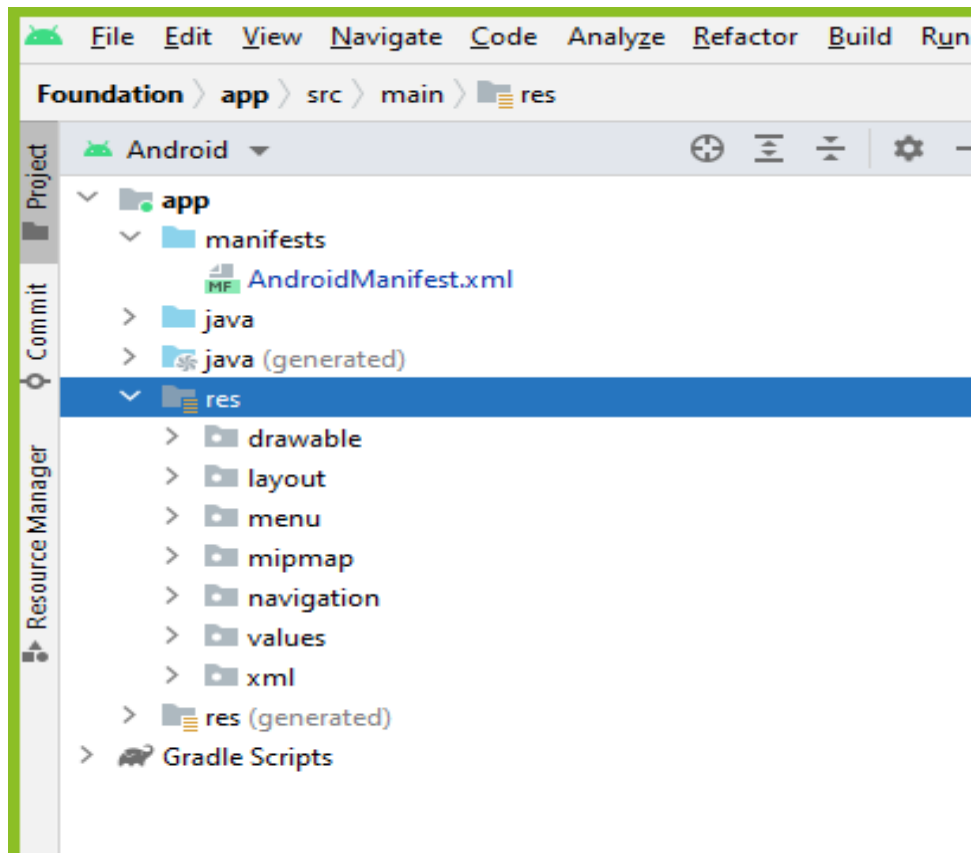 File Edit View Navigate Code Analyze Refactor Build Run
Foundation app src main res
Project
Commit
Resource Manager
Android
app
manifests
MF AndroidManifest.xml
java
java (generated)
res
drawable
layout
menu
mipmap
navigation
values
xml
res (generated)
Gradle Scripts